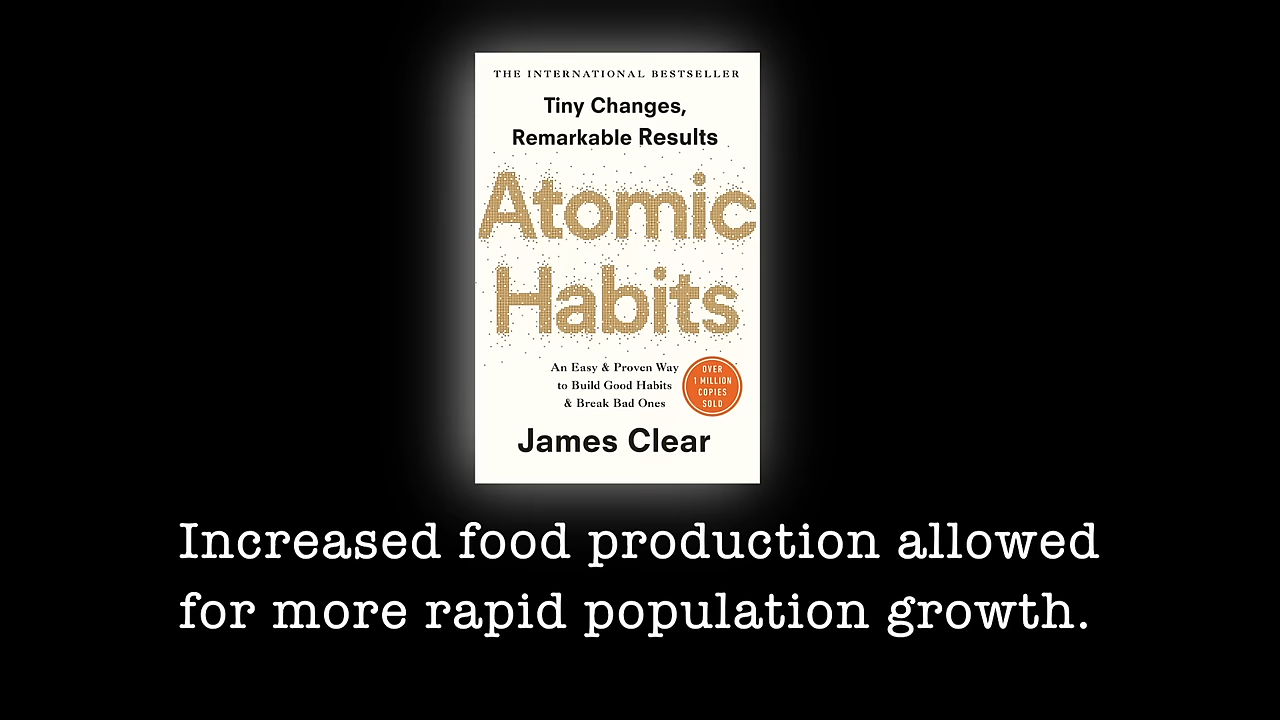 THE INTERNATIONAL BESTSELLER
Tiny Changes,
Remarkable Results
Atomic
Habits
An Easy & Proven Way
to Build Good Habits
& Break Bad Ones
OVER
1 MILLION
COPIES
SOLD
James Clear
Increased food production allowed
for more rapid population growth.